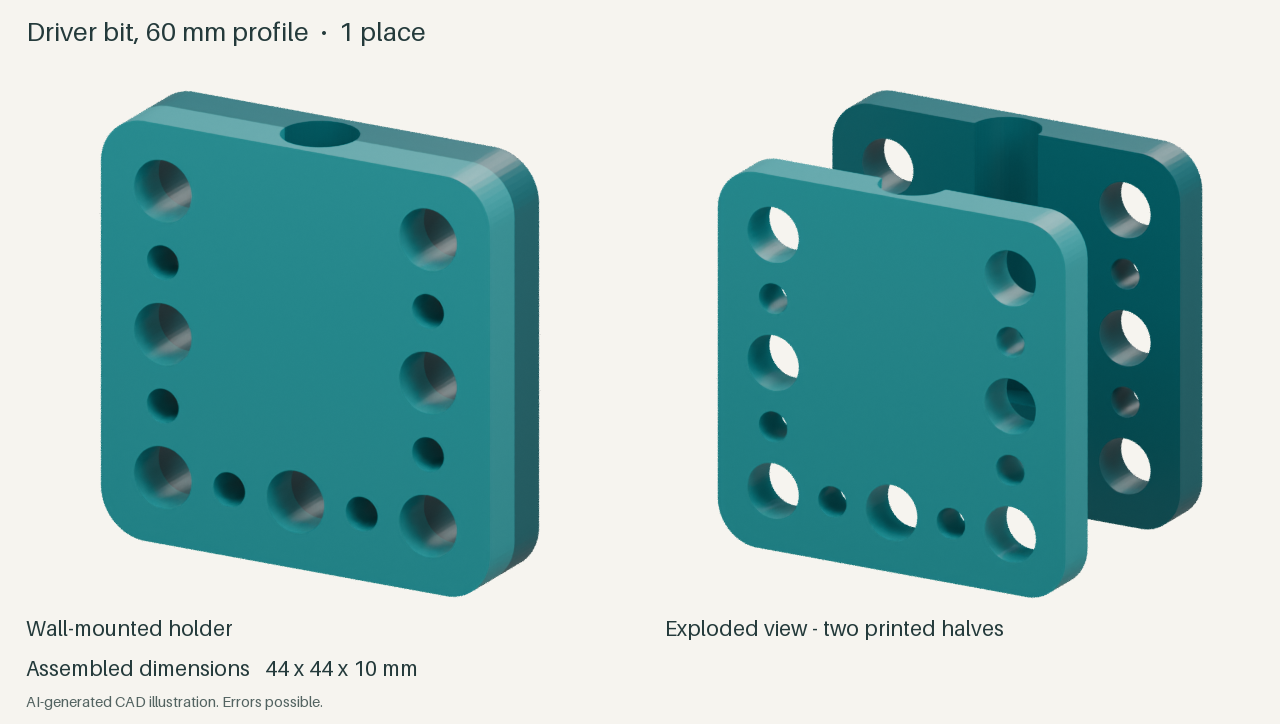 Driver bit, 60 mm profile · 1 place
Wall-mounted holder
Exploded view - two printed halves
Assembled dimensions 44 x 44 x 10 mm
AI-generated CAD illustration. Errors possible.